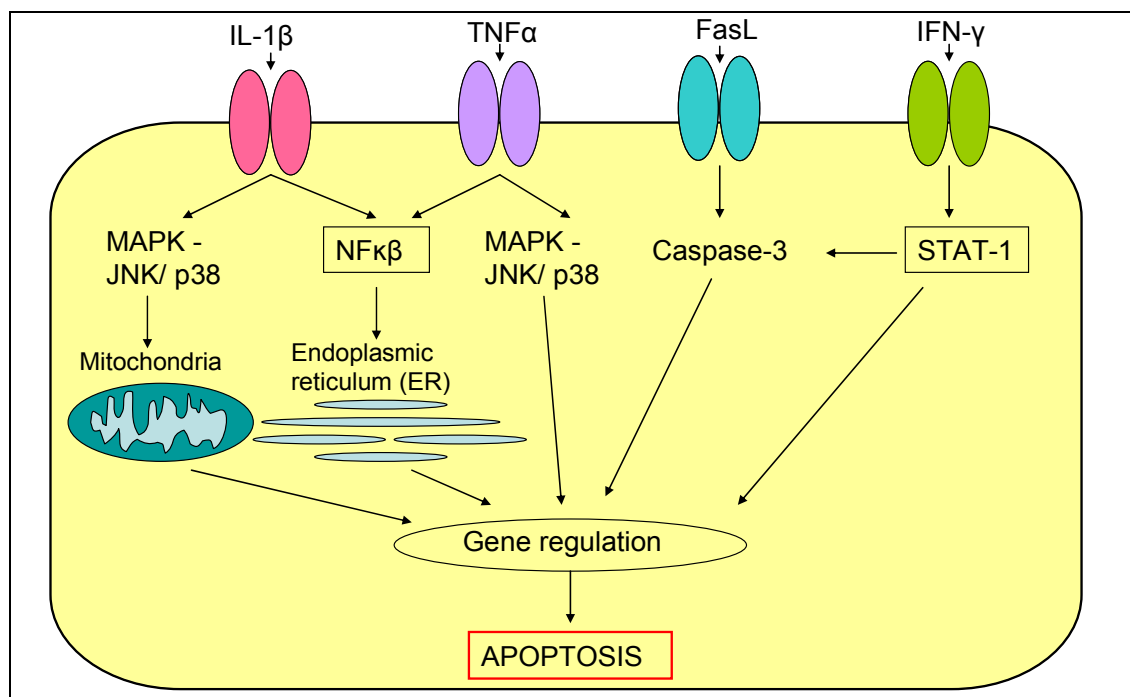 IL-1β
TNFα
FasL
IFN-γ
MAPK -
JNK/ p38
NFκβ
MAPK -
JNK/ p38
Caspase-3
STAT-1
Mitochondria
Endoplasmic
reticulum (ER)
Gene regulation
APOPTOSIS